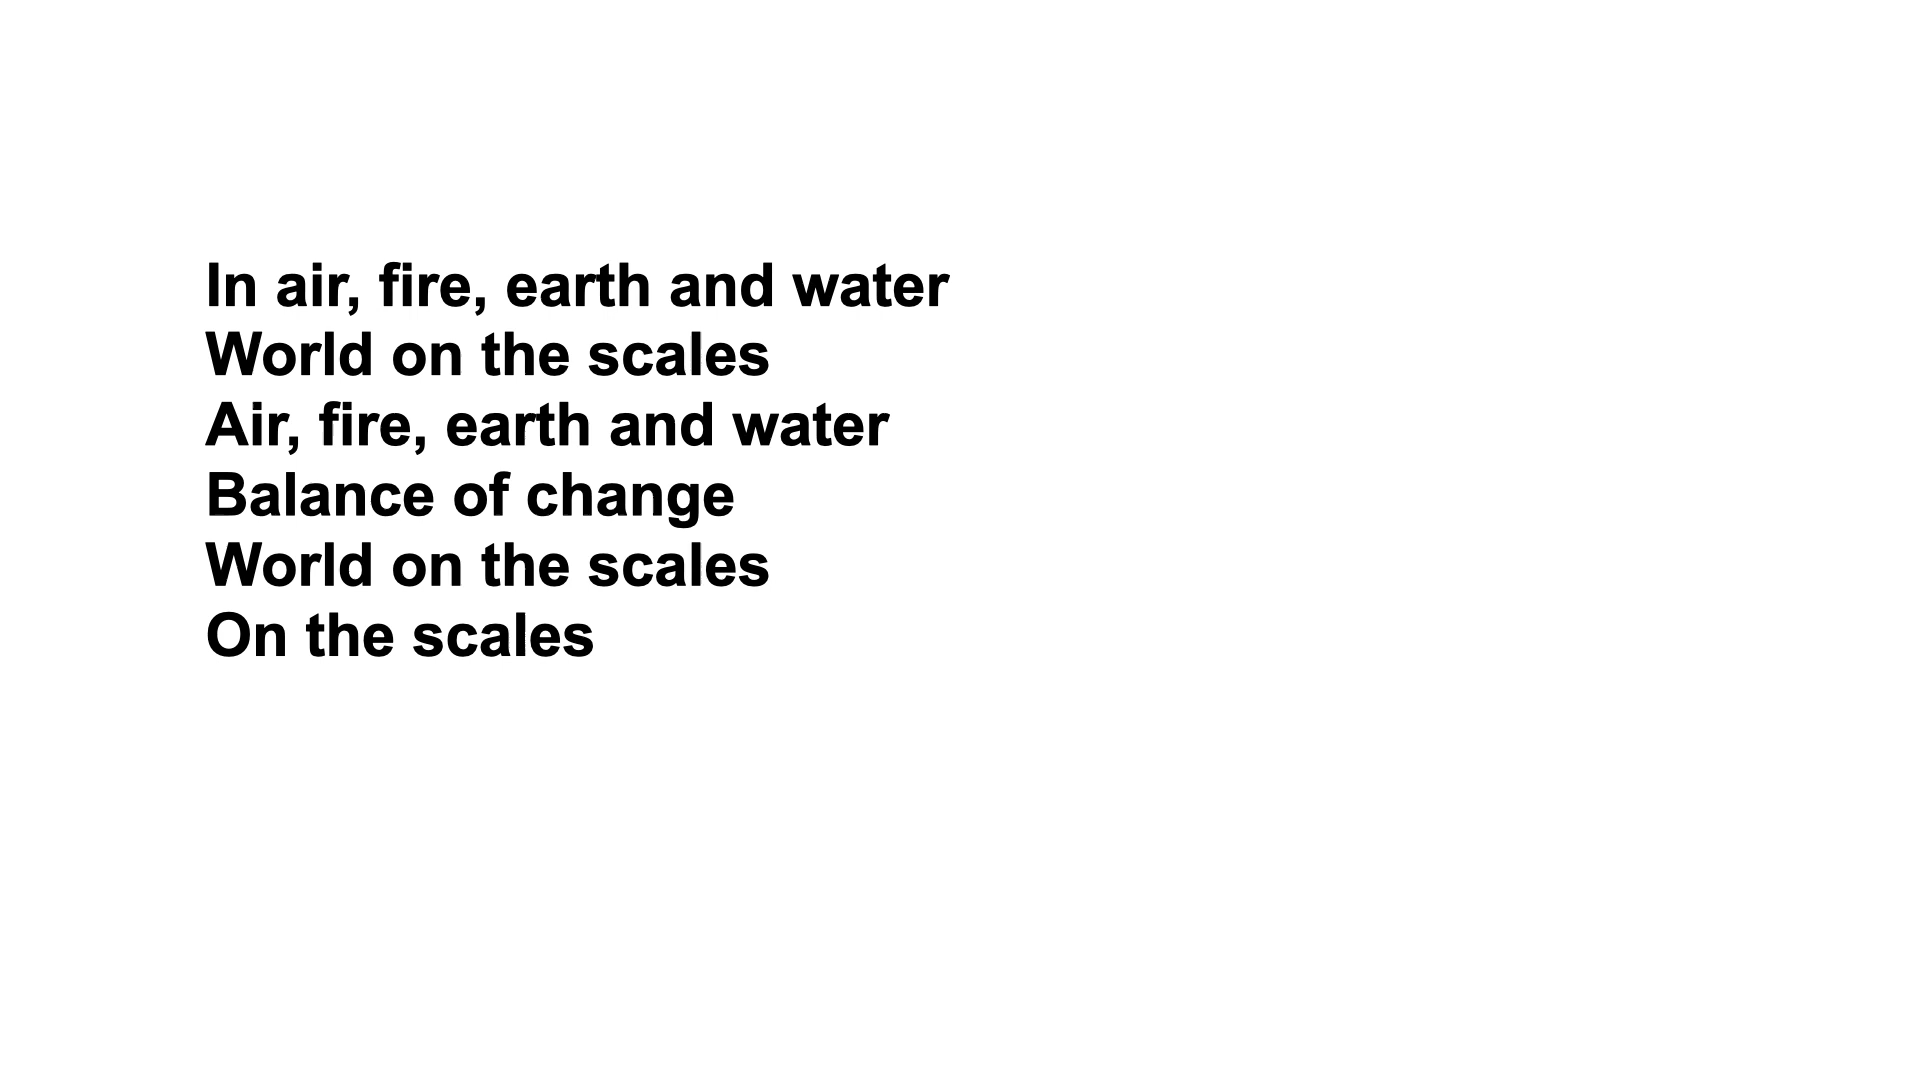 In air, fire, earth and water
World on the scales
Air, fire, earth and water
Balance of change
World on the scales
On the scales